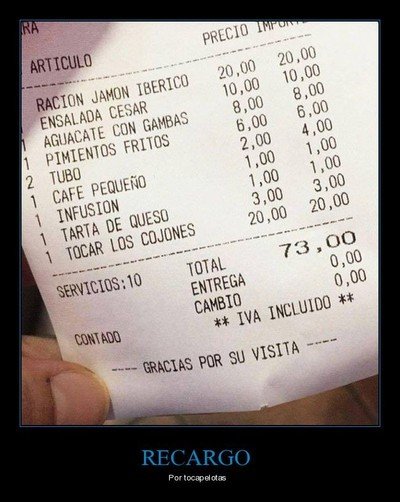 RA
ARTICULO PRECIO IMPORTE
RACION JAMON IBERICO 20,00 20,00
ENSALADA CESAR 10,00 10,00
1 AGUACATE CON GAMBAS 8,00 8,00
1 PIMIENTOS FRITOS 6,00 6,00
2 TUBO 2,00 4,00
1 CAFE PEQUEÑO 1,00 1,00
1 INFUSION 1,00 1,00
1 TARTA DE QUESO 3,00 3,00
1 TOCAR LOS COJONES 20,00 20,00
SERVICIOS:10 TOTAL 73,00
ENTREGA 0,00
CAMBIO 0,00
CONTADO ** IVA INCLUIDO **
---- GRACIAS POR SU VISITA ----
RECARGO
Por tocapelotas